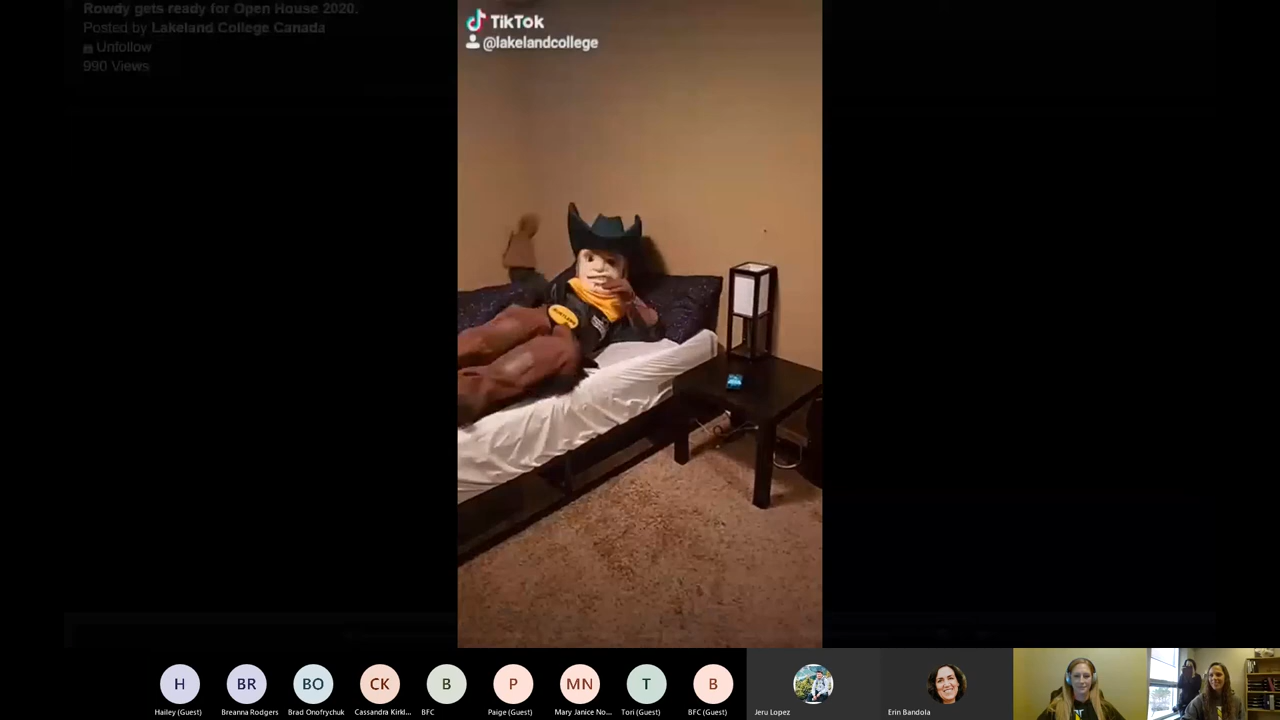 Rowdy gets ready for Open House 2020.
Posted by Lakeland College Canada
Unfollow
990 Views
TikTok
@lakelandcollege
H
BR
BO
CK
B
P
MN
T
B
Hailey (Guest)
Breanna Rodgers
Brad Onofrychuk
Cassandra Kirkl...
BFC
Paige (Guest)
Mary Janice No...
Tori (Guest)
BFC (Guest)
Jeru Lopez
Erin Bandola